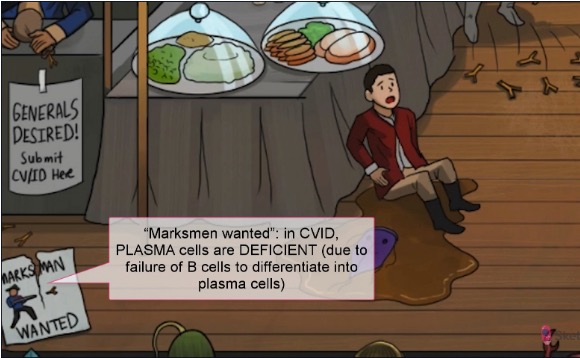 GENERALS
DESIRED!
Submit
CV/ID Here
“Marksmen wanted”: in CVID,
PLASMA cells are DEFICIENT (due to
failure of B cells to differentiate into
plasma cells)
MARKSMAN
WANTED